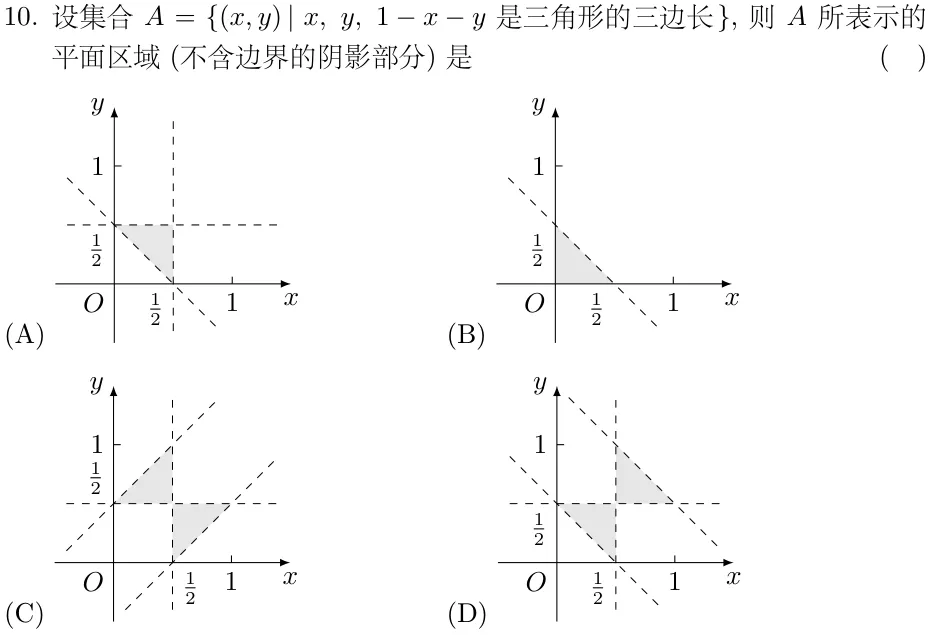 10. 设集合 A = {(x, y) | x, y, 1 − x − y 是三角形的三边长}, 则 A 所表示的
平面区域 (不含边界的阴影部分) 是 ( )
y
1
1/2
O
1/2
1
x
(A)
y
1
1/2
O
1/2
1
x
(B)
y
1
1/2
O
1/2
1
x
(C)
y
1
1/2
O
1/2
1
x
(D)